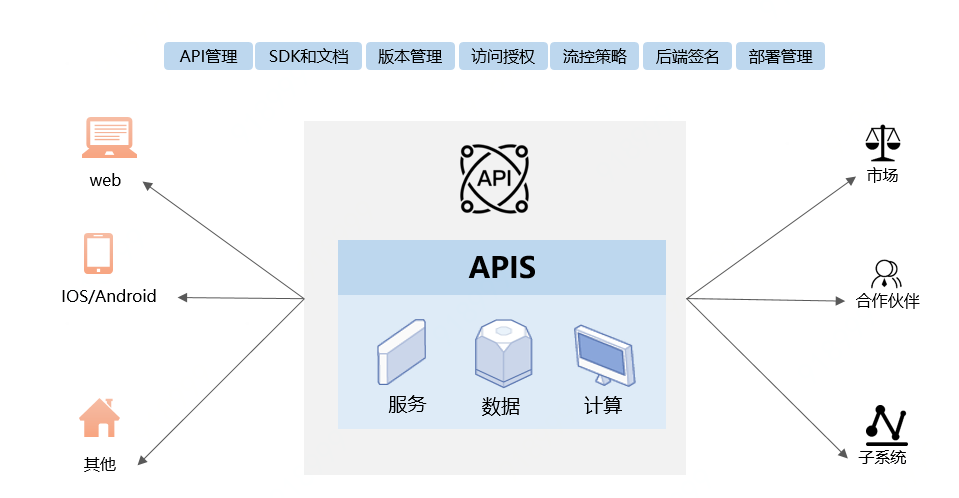 API管理
SDK和文档
版本管理
访问授权
流控策略
后端签名
部署管理
API
web
市场
APIS
IOS/Android
合作伙伴
服务
数据
计算
其他
子系统